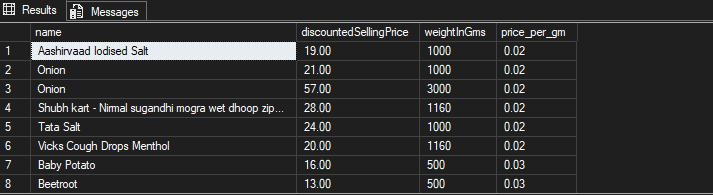 Results Messages
name discountedSellingPrice weightInGms price_per_gm
1 Aashirvaad Iodised Salt 19.00 1000 0.02
2 Onion 21.00 1000 0.02
3 Onion 57.00 3000 0.02
4 Shubh kart - Nirmal sugandhi mogra wet dhoop zip... 28.00 1160 0.02
5 Tata Salt 24.00 1000 0.02
6 Vicks Cough Drops Menthol 20.00 1160 0.02
7 Baby Potato 16.00 500 0.03
8 Beetroot 13.00 500 0.03